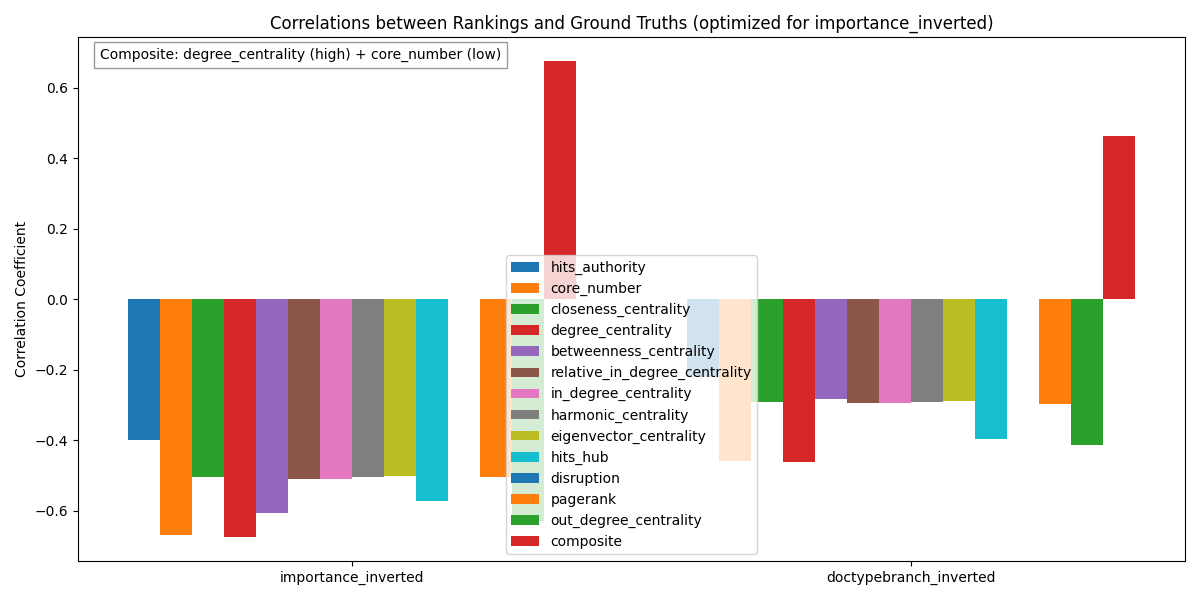 Correlations between Rankings and Ground Truths (optimized for importance_inverted)
Composite: degree_centrality (high) + core_number (low)
Correlation Coefficient
0.6
0.4
0.2
0.0
−0.2
−0.4
−0.6
hits_authority
core_number
closeness_centrality
degree_centrality
betweenness_centrality
relative_in_degree_centrality
in_degree_centrality
harmonic_centrality
eigenvector_centrality
hits_hub
disruption
pagerank
out_degree_centrality
composite
importance_inverted
doctypebranch_inverted